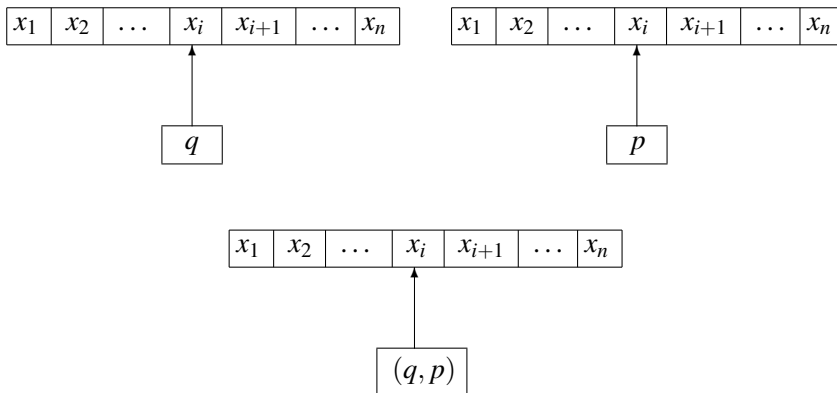 x₁ x₂ … xᵢ xᵢ₊₁ … xₙ x₁ x₂ … xᵢ xᵢ₊₁ … xₙ
q p
x₁ x₂ … xᵢ xᵢ₊₁ … xₙ
(q, p)